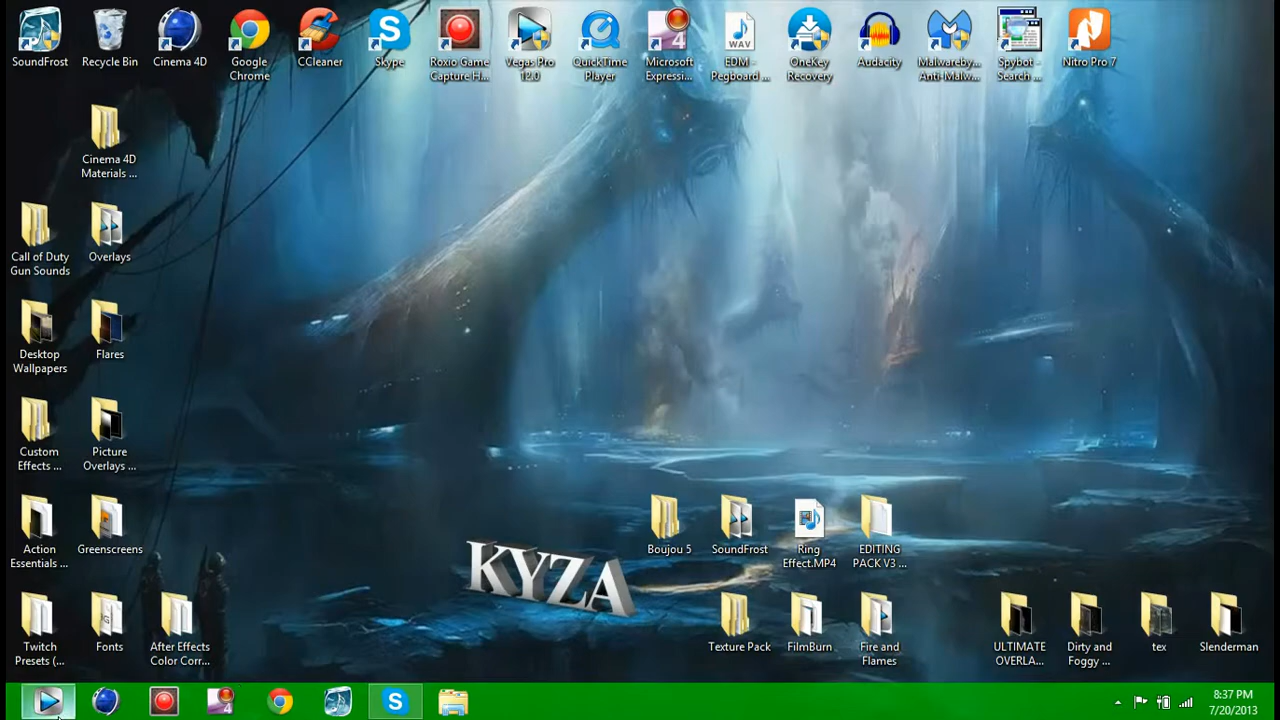 SoundFrost
Recycle Bin
Cinema 4D
Google
Chrome
CCleaner
Skype
Roxio Game
Capture H...
Vegas Pro
12.0
QuickTime
Player
Microsoft
Expressi...
EDM -
Pegboard ...
OneKey
Recovery
Audacity
Malwareby...
Anti-Malw...
Spybot -
Search ...
Nitro Pro 7
Cinema 4D
Materials ...
Call of Duty
Gun Sounds
Overlays
Desktop
Wallpapers
Flares
Custom
Effects ...
Picture
Overlays ...
Action
Essentials ...
Greenscreens
Boujou 5
SoundFrost
Ring
Effect.MP4
EDITING
PACK V3 ...
KYZA
Twitch
Presets (...
Fonts
After Effects
Color Corr...
Texture Pack
FilmBurn
Fire and
Flames
ULTIMATE
OVERLA...
Dirty and
Foggy ...
tex
Slenderman
8:37 PM
7/20/2013